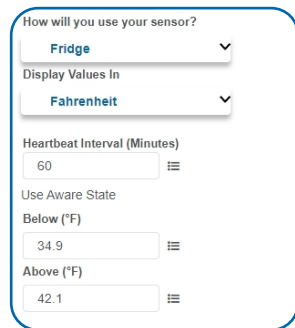 How will you use your sensor?
Fridge
Display Values In
Fahrenheit
Heartbeat Interval (Minutes)
60
Use Aware State
Below (°F)
34.9
Above (°F)
42.1